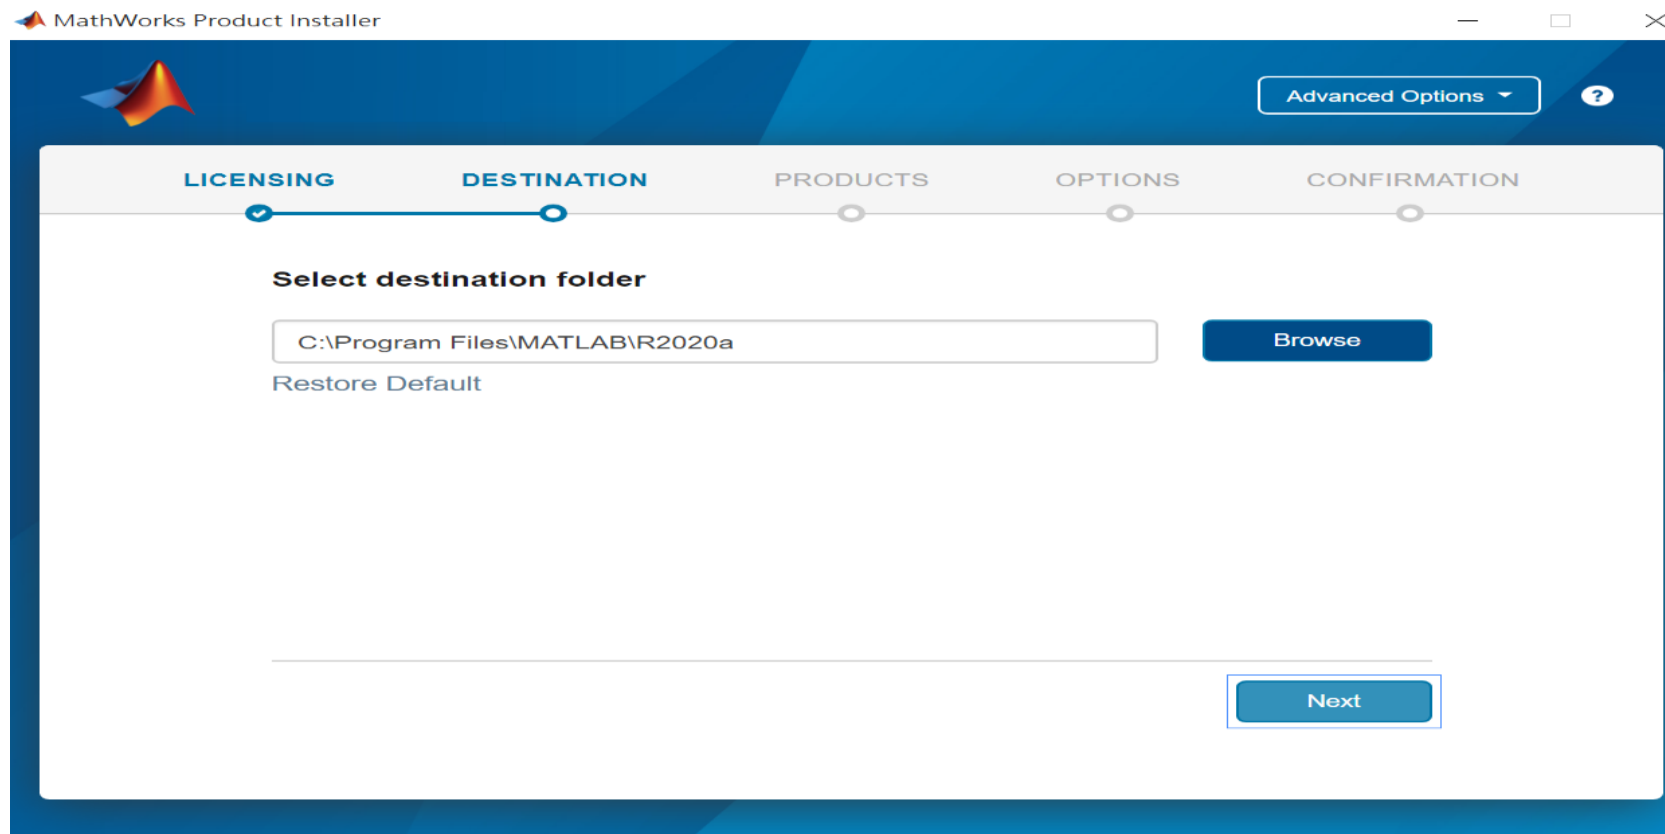 MathWorks Product Installer
Advanced Options
?
LICENSING DESTINATION PRODUCTS OPTIONS CONFIRMATION
Select destination folder
C:\Program Files\MATLAB\R2020a
Browse
Restore Default
Next